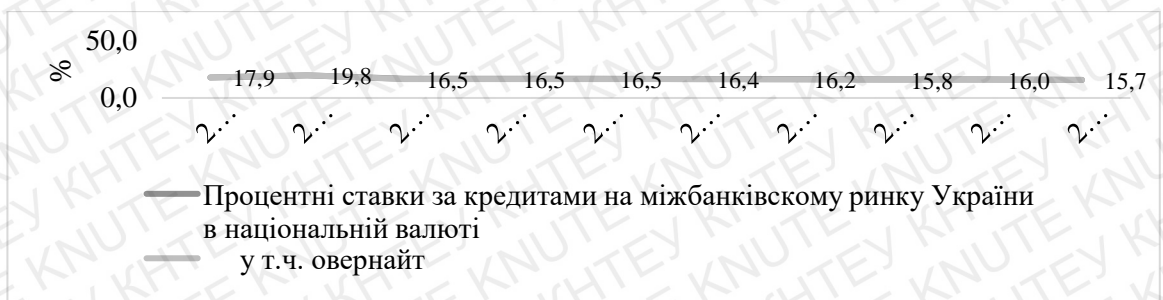 50,0
%
17,9 19,8 16,5 16,5 16,5 16,4 16,2 15,8 16,0 15,7
0,0
2… 2… 2… 2… 2… 2… 2… 2… 2… 2…
Процентні ставки за кредитами на міжбанківскому ринку України
в національній валюті
у т.ч. овернайт